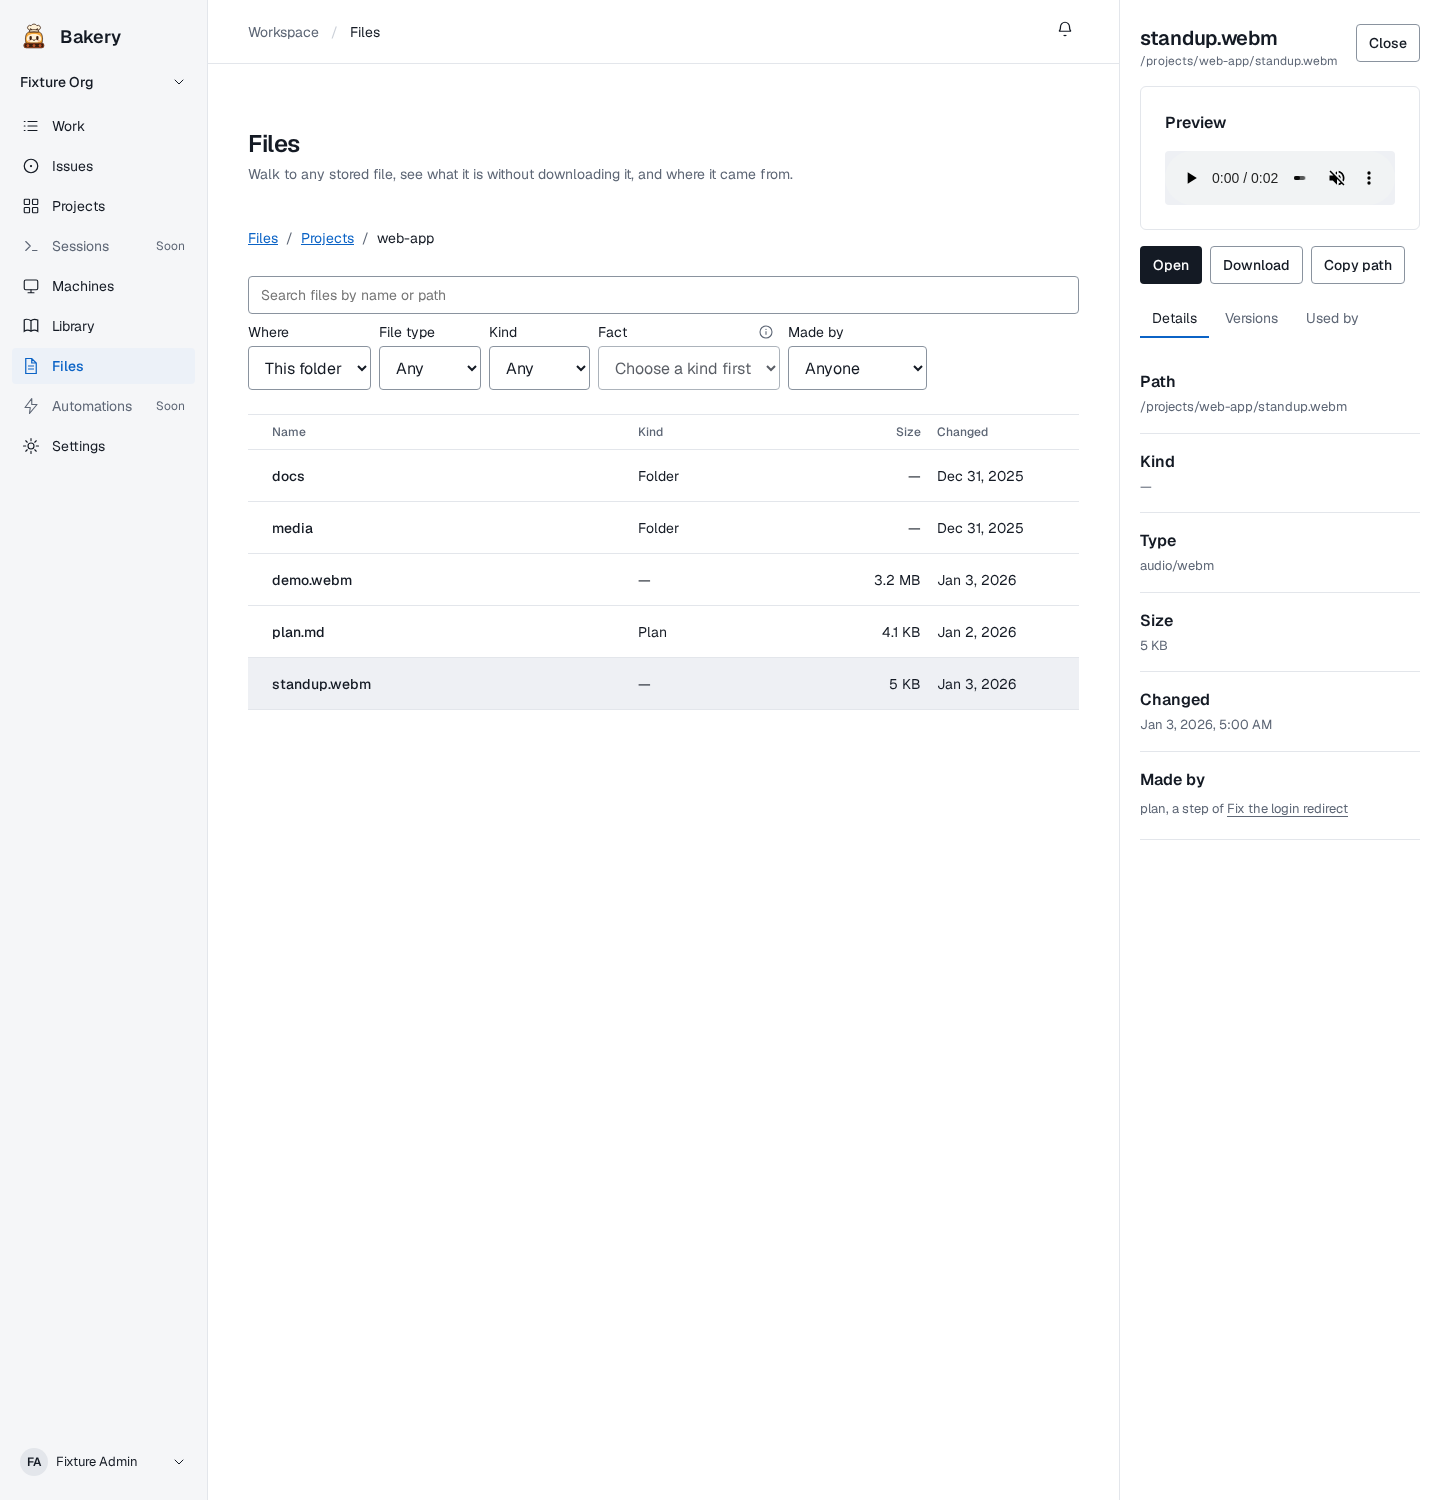 Bakery
Fixture Org
Work
Issues
Projects
Sessions Soon
Machines
Library
Files
Automations Soon
Settings
FA Fixture Admin
Workspace / Files
Files
Walk to any stored file, see what it is without downloading it, and where it came from.
Files / Projects / web-app
Search files by name or path
Where File type Kind Fact Made by
This folder Any Any Choose a kind first Anyone
Name Kind Size Changed
docs Folder — Dec 31, 2025
media Folder — Dec 31, 2025
demo.webm — 3.2 MB Jan 3, 2026
plan.md Plan 4.1 KB Jan 2, 2026
standup.webm — 5 KB Jan 3, 2026
standup.webm
/projects/web-app/standup.webm
Close
Preview
0:00 / 0:02
Open Download Copy path
Details Versions Used by
Path
/projects/web-app/standup.webm
Kind
—
Type
audio/webm
Size
5 KB
Changed
Jan 3, 2026, 5:00 AM
Made by
plan, a step of Fix the login redirect